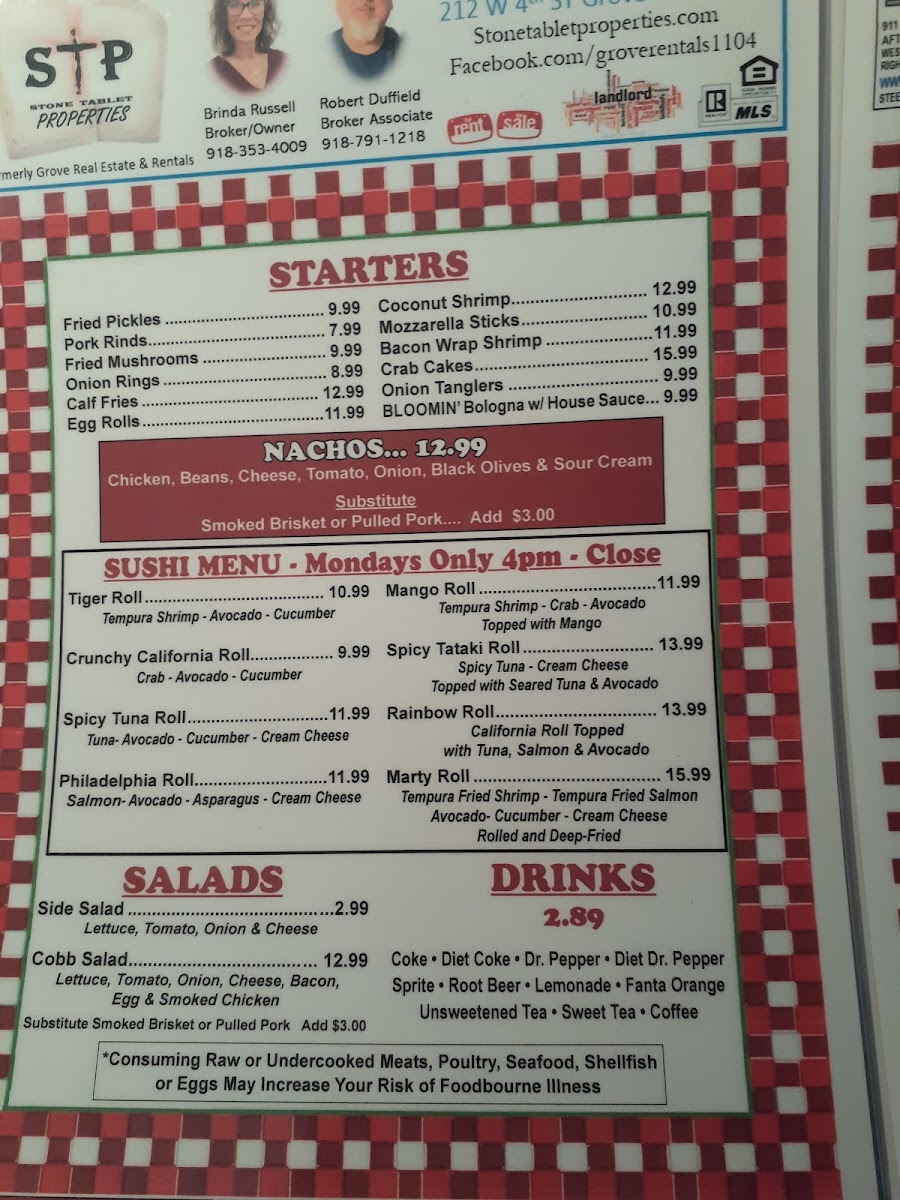 STP
STONE TABLET
PROPERTIES
Brinda Russell
Broker/Owner
918-353-4009
Robert Duffield
Broker Associate
918-791-1218
212 W 4th ST
Stonetabletproperties.com
Facebook.com/groverentals1104
for rent
for sale
landlord
R
REALTOR
MLS
Grove Real Estate & Rentals
STARTERS
Fried Pickles ................................ 9.99
Pork Rinds.................................... 7.99
Fried Mushrooms ......................... 9.99
Onion Rings ................................. 8.99
Calf Fries ................................... 12.99
Egg Rolls.....................................11.99
Coconut Shrimp............................ 12.99
Mozzarella Sticks.......................... 10.99
Bacon Wrap Shrimp ......................11.99
Crab Cakes................................... 15.99
Onion Tanglers .............................. 9.99
BLOOMIN' Bologna w/ House Sauce... 9.99
NACHOS... 12.99
Chicken, Beans, Cheese, Tomato, Onion, Black Olives & Sour Cream
Substitute
Smoked Brisket or Pulled Pork.... Add $3.00
SUSHI MENU - Mondays Only 4pm - Close
Tiger Roll..................................... 10.99
Tempura Shrimp - Avocado - Cucumber
Crunchy California Roll................. 9.99
Crab - Avocado - Cucumber
Spicy Tuna Roll.............................11.99
Tuna- Avocado - Cucumber - Cream Cheese
Philadelphia Roll...........................11.99
Salmon- Avocado - Asparagus - Cream Cheese
Mango Roll .....................................11.99
Tempura Shrimp - Crab - Avocado
Topped with Mango
Spicy Tataki Roll........................... 13.99
Spicy Tuna - Cream Cheese
Topped with Seared Tuna & Avocado
Rainbow Roll................................. 13.99
California Roll Topped
with Tuna, Salmon & Avocado
Marty Roll ...................................... 15.99
Tempura Fried Shrimp - Tempura Fried Salmon
Avocado- Cucumber - Cream Cheese
Rolled and Deep-Fried
SALADS
Side Salad ......................................2.99
Lettuce, Tomato, Onion & Cheese
Cobb Salad.................................... 12.99
Lettuce, Tomato, Onion, Cheese, Bacon,
Egg & Smoked Chicken
Substitute Smoked Brisket or Pulled Pork Add $3.00
DRINKS
2.89
Coke • Diet Coke • Dr. Pepper • Diet Dr. Pepper
Sprite • Root Beer • Lemonade • Fanta Orange
Unsweetened Tea • Sweet Tea • Coffee
*Consuming Raw or Undercooked Meats, Poultry, Seafood, Shellfish
or Eggs May Increase Your Risk of Foodbourne Illness
911